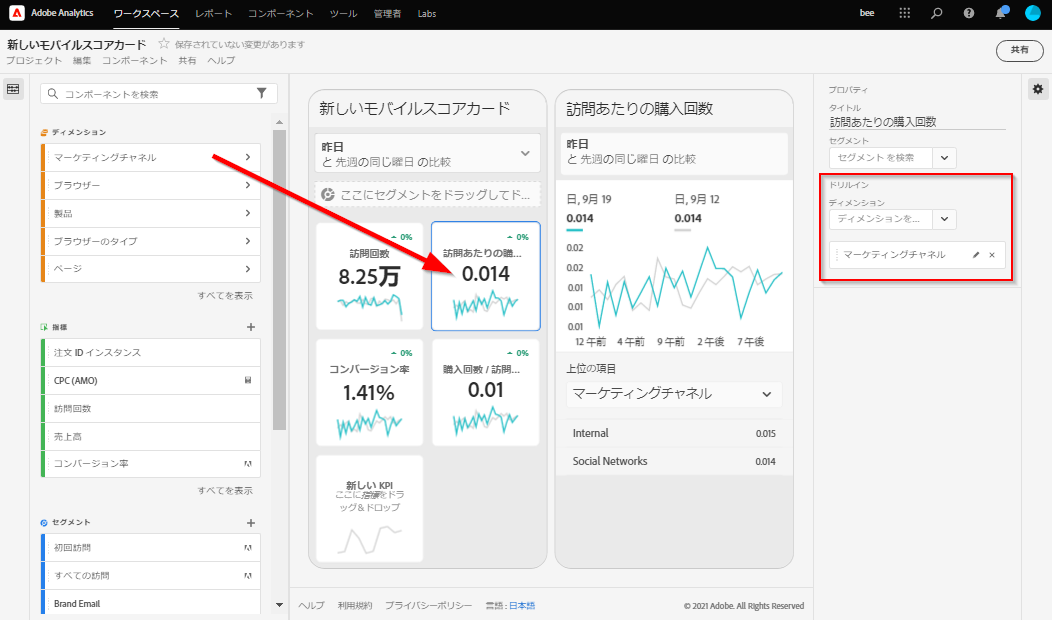 Adobe Analytics ワークスペース レポート コンポーネント ツール 管理者 Labs bee
新しいモバイルスコアカード 保存されていない変更があります
プロジェクト 編集 コンポーネント 共有 ヘルプ
共有
コンポーネントを検索
ディメンション
マーケティングチャネル
ブラウザー
製品
ブラウザーのタイプ
ページ
すべてを表示
指標
注文 ID インスタンス
CPC (AMO)
訪問回数
売上高
コンバージョン率
すべてを表示
セグメント
初回訪問
すべての訪問
Brand Email
新しいモバイルスコアカード
昨日
と 先週の同じ曜日 の比較
ここにセグメントをドラッグしてド...
0%
訪問回数
8.25万
0%
訪問あたりの購...
0.014
0%
コンバージョン率
1.41%
0%
購入回数 / 訪問...
0.01
新しい KPI
ここに指標をドラ
ッグ＆ドロップ
訪問あたりの購入回数
昨日
と 先週の同じ曜日 の比較
日, 9月 19 日, 9月 12
0.014 0.014
0.02
0.02
0.01
0.01
0.01
12 午前 4 午前 9 午前 2 午後 7 午後
上位の項目
マーケティングチャネル
Internal 0.015
Social Networks 0.014
プロパティ
タイトル
訪問あたりの購入回数
セグメント
セグメント を検索
ドリルイン
ディメンション
ディメンションを...
マーケティングチャネル
ヘルプ 利用規約 プライバシーポリシー 言語 : 日本語 © 2021 Adobe. All Rights Reserved